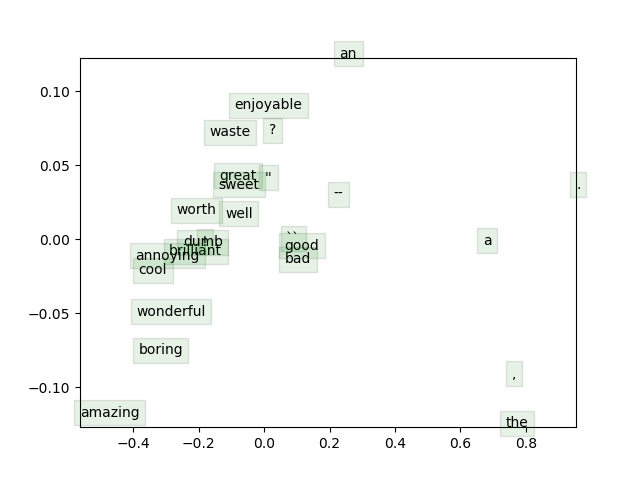 an
0.10
enjoyable
waste
?
0.05
great
"
sweet
.
--
worth
well
0.00
dumb
``
a
good
brilliant
annoying
bad
cool
−0.05
wonderful
boring
,
−0.10
amazing
the
−0.4 −0.2 0.0 0.2 0.4 0.6 0.8